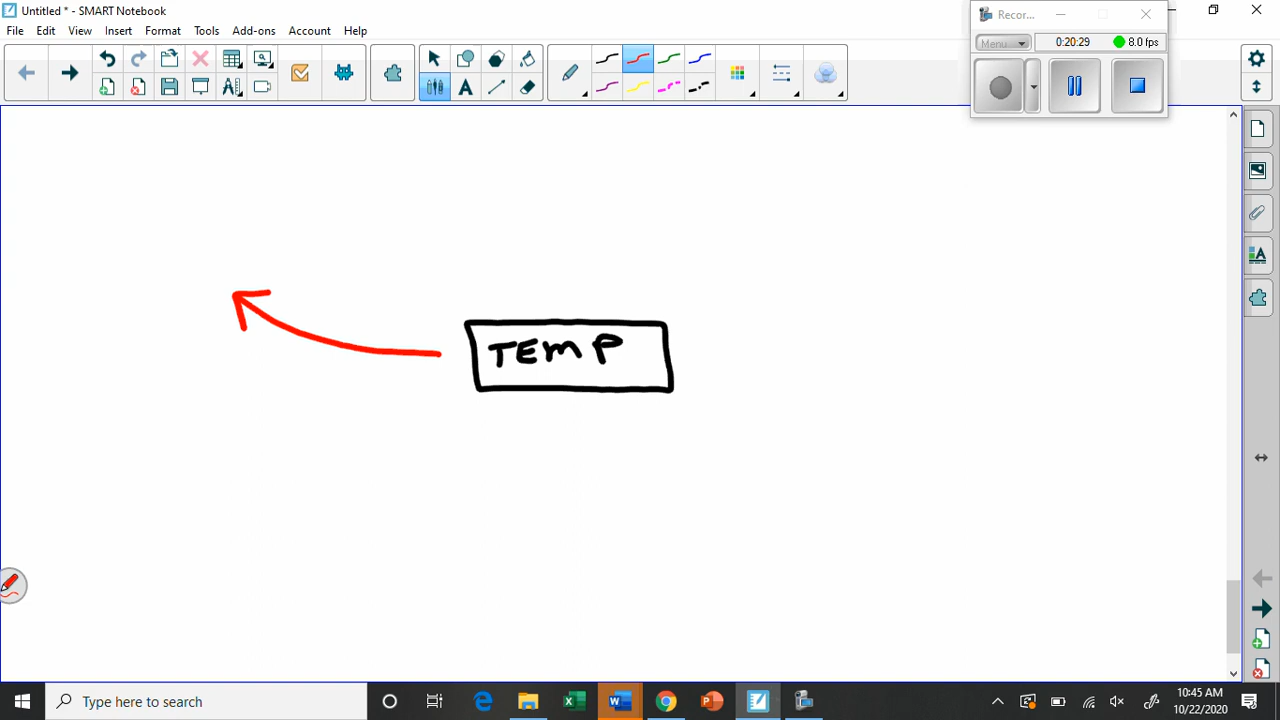 Untitled * - SMART Notebook
File Edit View Insert Format Tools Add-ons Account Help
Recor...
Menu
0:20:29
8.0 fps
TEMP
Type here to search
10:45 AM
10/22/2020